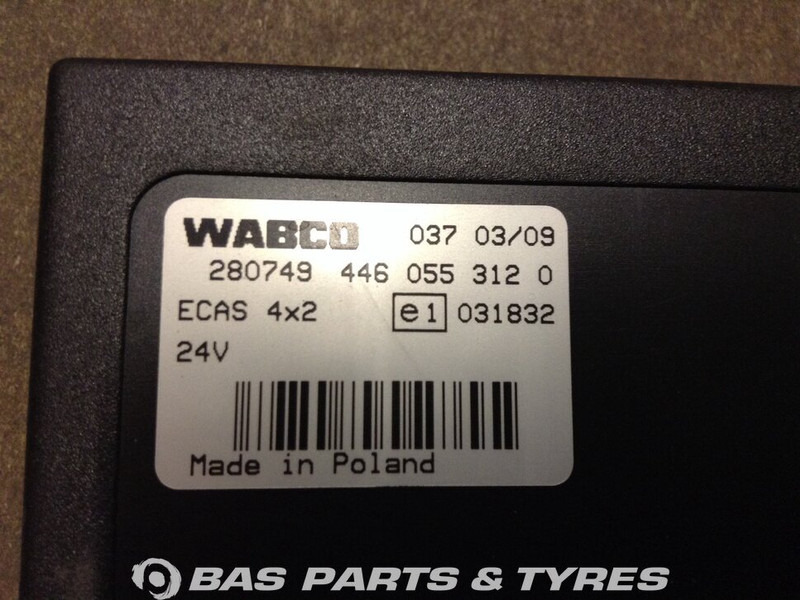 WABCO 037 03/09
280749 446 055 312 0
ECAS 4x2 e1 031832
24V
Made in Poland
BAS PARTS & TYRES